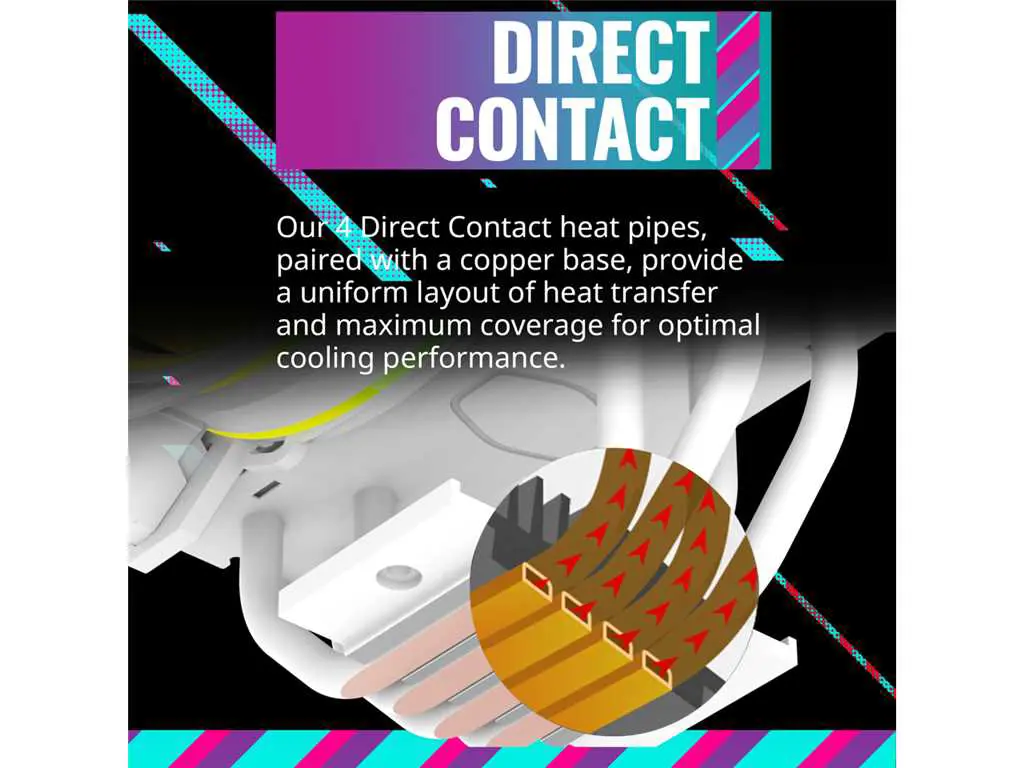 DIRECT
CONTACT
Our 4 Direct Contact heat pipes,
paired with a copper base, provide
a uniform layout of heat transfer
and maximum coverage for optimal
cooling performance.